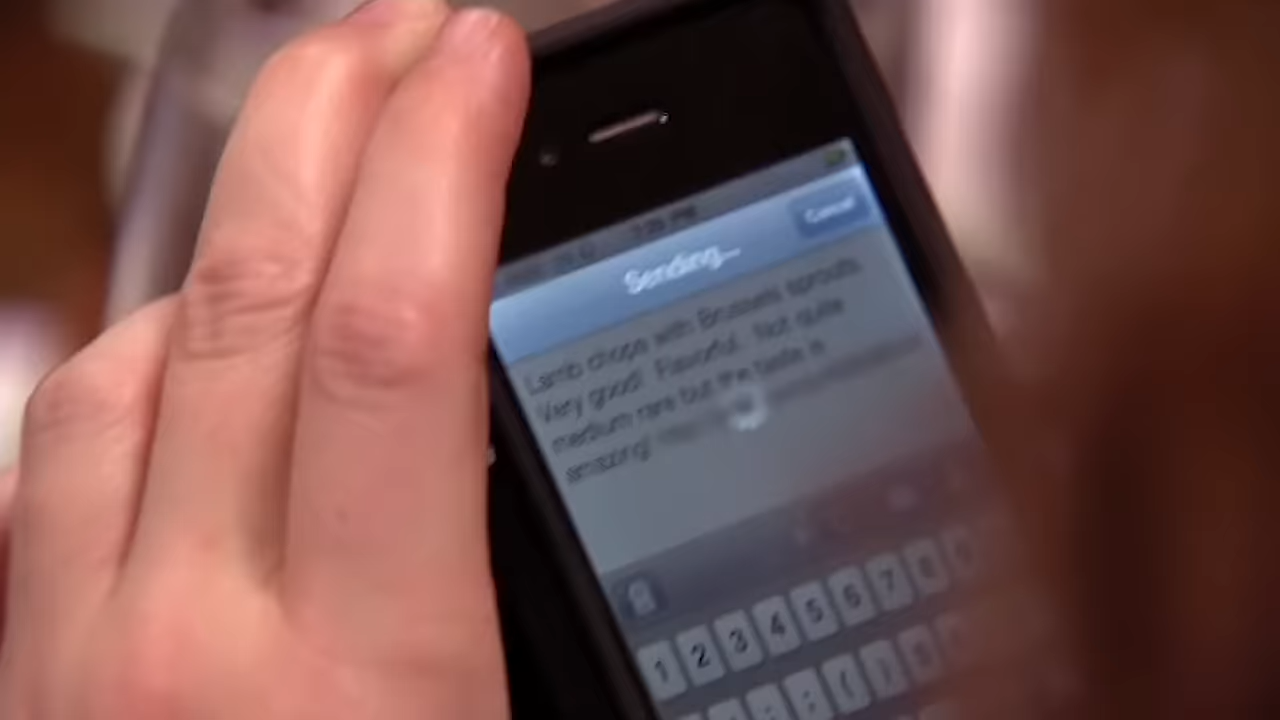 Sending...
Cancel
Lamb chops with Brussels sprouts.
Very good! Flavorful. Not quite
medium rare but the taste is
amazing!
1 2 3 4 5 6 7